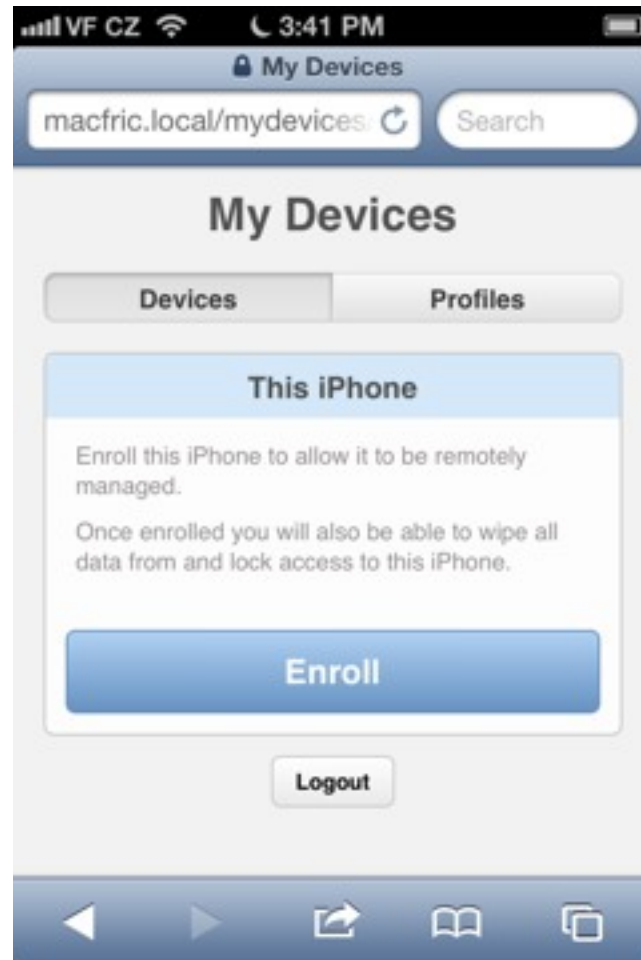 VF CZ 3:41 PM
My Devices
macfric.local/mydevices/ Search
My Devices
Devices Profiles
This iPhone
Enroll this iPhone to allow it to be remotely
managed.
Once enrolled you will also be able to wipe all
data from and lock access to this iPhone.
Enroll
Logout